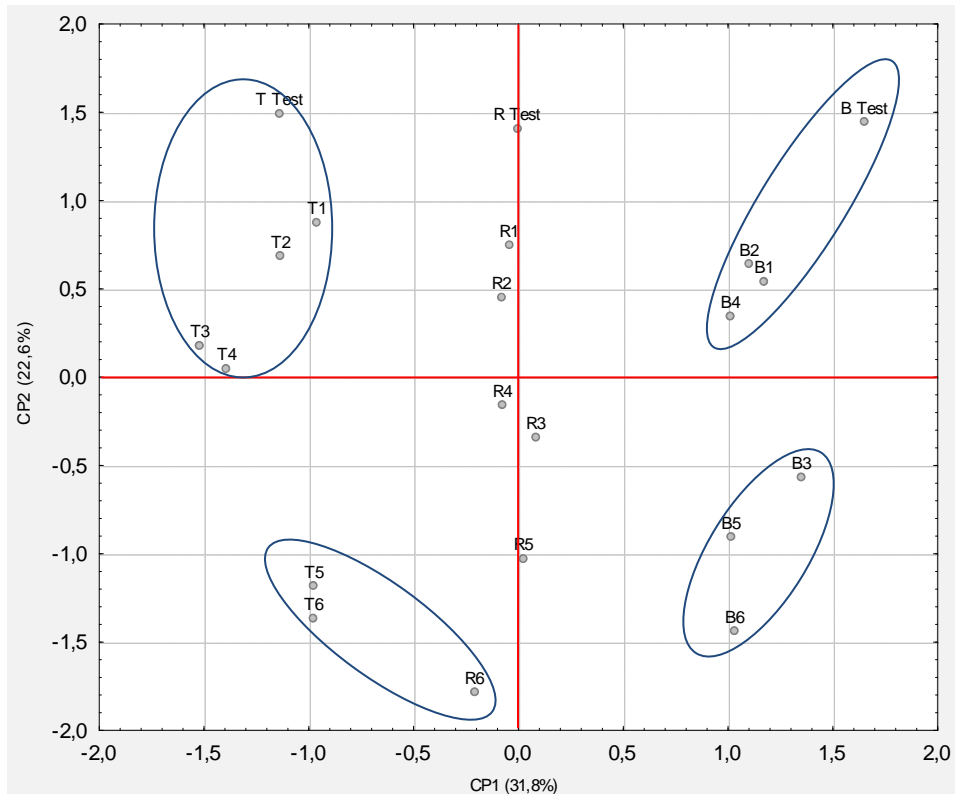 2,0
1,5
1,0
0,5
0,0
-0,5
-1,0
-1,5
-2,0
CP2 (22,6%)
T Test
R Test
B Test
T1
R1
T2
B2
B1
R2
B4
T3
T4
R4
R3
B3
B5
R5
T5
T6
B6
R6
-2,0 -1,5 -1,0 -0,5 0,0 0,5 1,0 1,5 2,0
CP1 (31,8%)